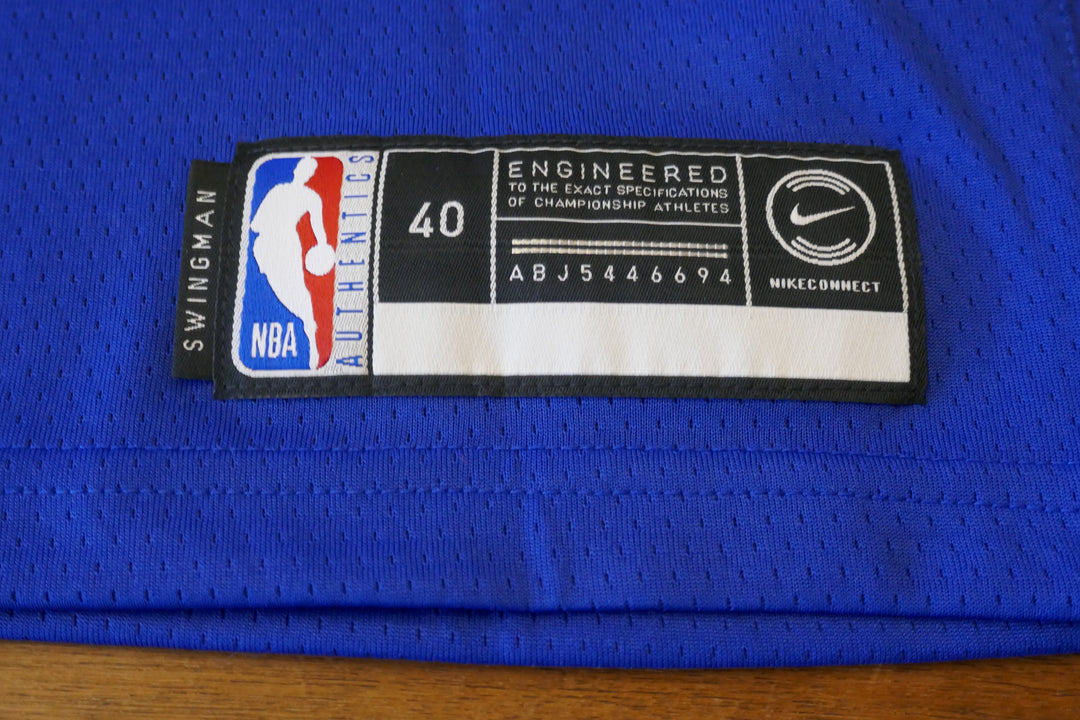 SWINGMAN
NBA
AUTHENTICS
40
ENGINEERED
TO THE EXACT SPECIFICATIONS
OF CHAMPIONSHIP ATHLETES
ABJ5446694
NIKECONNECT